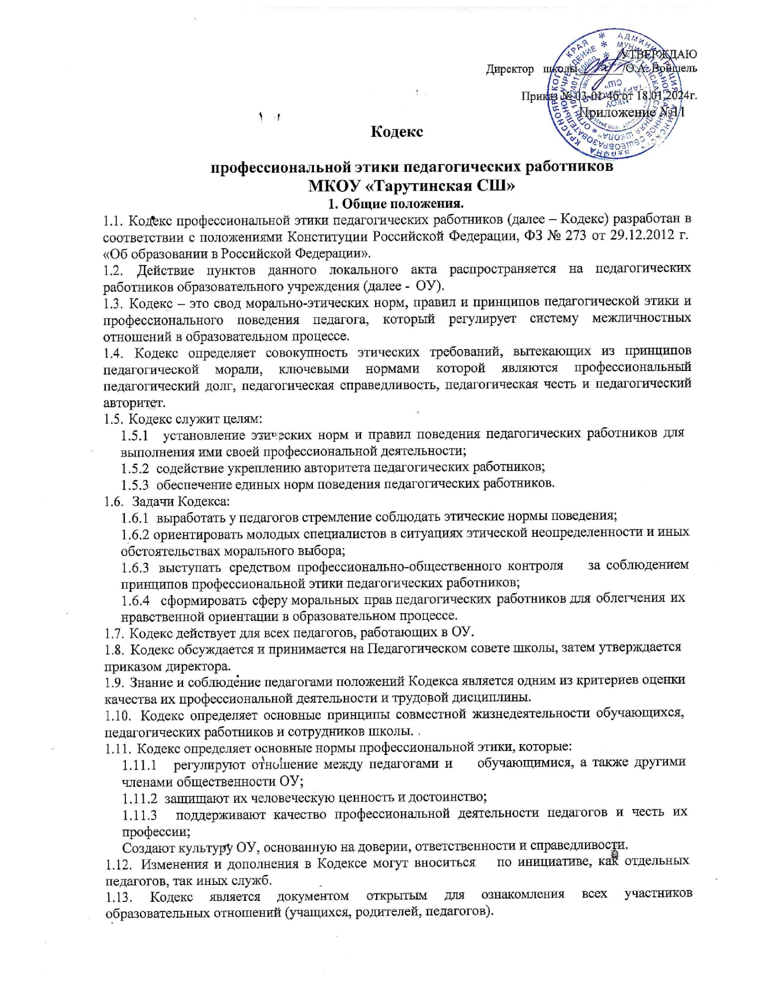 УТВЕРЖДАЮ
Директор школы ______/О.А. Войшель
Приказ № 03-01-46 от 18.01.2024г.
Приложение №11
Кодекс
профессиональной этики педагогических работников
МКОУ «Тарутинская СШ»
1. Общие положения.
1.1. Кодекс профессиональной этики педагогических работников (далее – Кодекс) разработан в
соответствии с положениями Конституции Российской Федерации, ФЗ № 273 от 29.12.2012 г.
«Об образовании в Российской Федерации».
1.2. Действие пунктов данного локального акта распространяется на педагогических
работников образовательного учреждения (далее - ОУ).
1.3. Кодекс – это свод морально-этических норм, правил и принципов педагогической этики и
профессионального поведения педагога, который регулирует систему межличностных
отношений в образовательном процессе.
1.4. Кодекс определяет совокупность этических требований, вытекающих из принципов
педагогической морали, ключевыми нормами которой являются профессиональный
педагогический долг, педагогическая справедливость, педагогическая честь и педагогический
авторитет.
1.5. Кодекс служит целям:
1.5.1 установление этических норм и правил поведения педагогических работников для
выполнения ими своей профессиональной деятельности;
1.5.2 содействие укреплению авторитета педагогических работников;
1.5.3 обеспечение единых норм поведения педагогических работников.
1.6. Задачи Кодекса:
1.6.1 выработать у педагогов стремление соблюдать этические нормы поведения;
1.6.2 ориентировать молодых специалистов в ситуациях этической неопределенности и иных
обстоятельствах морального выбора;
1.6.3 выступать средством профессионально-общественного контроля за соблюдением
принципов профессиональной этики педагогических работников;
1.6.4 сформировать сферу моральных прав педагогических работников для облегчения их
нравственной ориентации в образовательном процессе.
1.7. Кодекс действует для всех педагогов, работающих в ОУ.
1.8. Кодекс обсуждается и принимается на Педагогическом совете школы, затем утверждается
приказом директора.
1.9. Знание и соблюдение педагогами положений Кодекса является одним из критериев оценки
качества их профессиональной деятельности и трудовой дисциплины.
1.10. Кодекс определяет основные принципы совместной жизнедеятельности обучающихся,
педагогических работников и сотрудников школы.
1.11. Кодекс определяет основные нормы профессиональной этики, которые:
1.11.1 регулируют отношение между педагогами и обучающимися, а также другими
членами общественности ОУ;
1.11.2 защищают их человеческую ценность и достоинство;
1.11.3 поддерживают качество профессиональной деятельности педагогов и честь их
профессии;
Создают культуру ОУ, основанную на доверии, ответственности и справедливости.
1.12. Изменения и дополнения в Кодексе могут вноситься по инициативе, как отдельных
педагогов, так иных служб.
1.13. Кодекс является документом открытым для ознакомления всех участников
образовательных отношений (учащихся, родителей, педагогов).